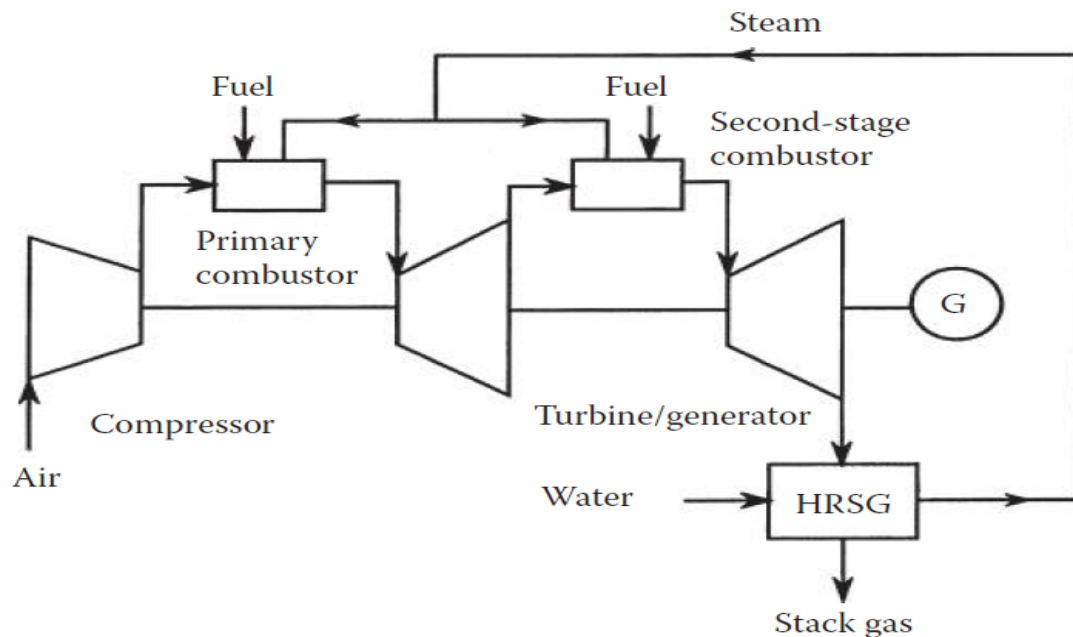 Steam
Fuel
Fuel
Second-stage
combustor
Primary
combustor
G
Compressor
Turbine/generator
Air
Water
HRSG
Stack gas